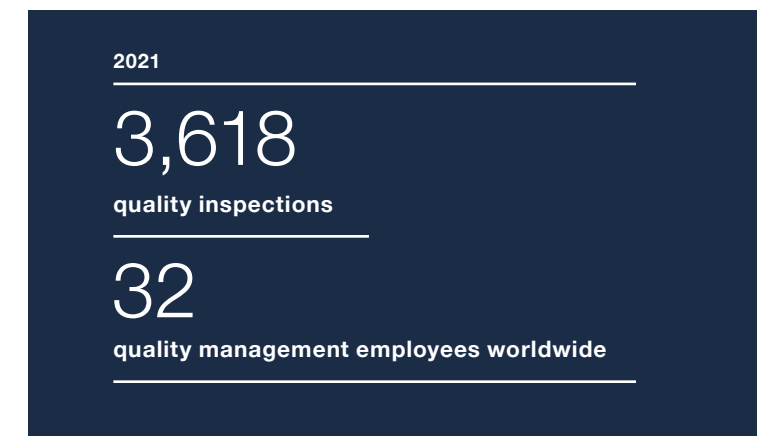 2021
3,618
quality inspections
32
quality management employees worldwide